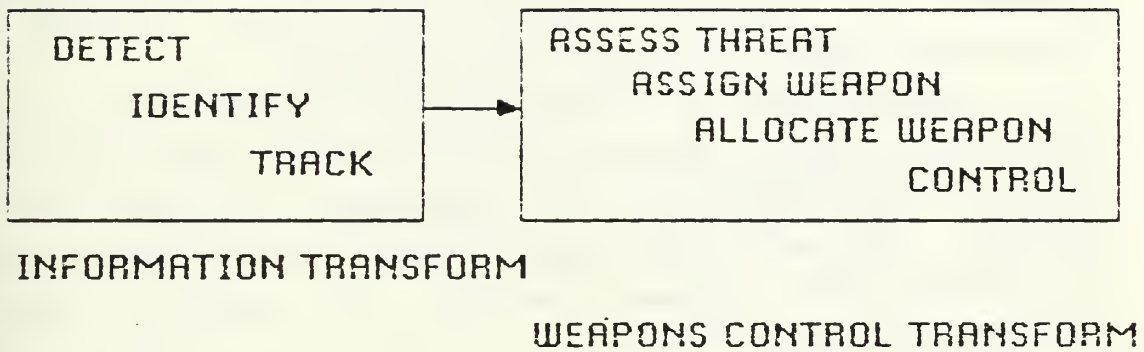 DETECT
IDENTIFY
TRACK
ASSESS THREAT
ASSIGN WEAPON
ALLOCATE WEAPON
CONTROL
INFORMATION TRANSFORM
WEAPONS CONTROL TRANSFORM